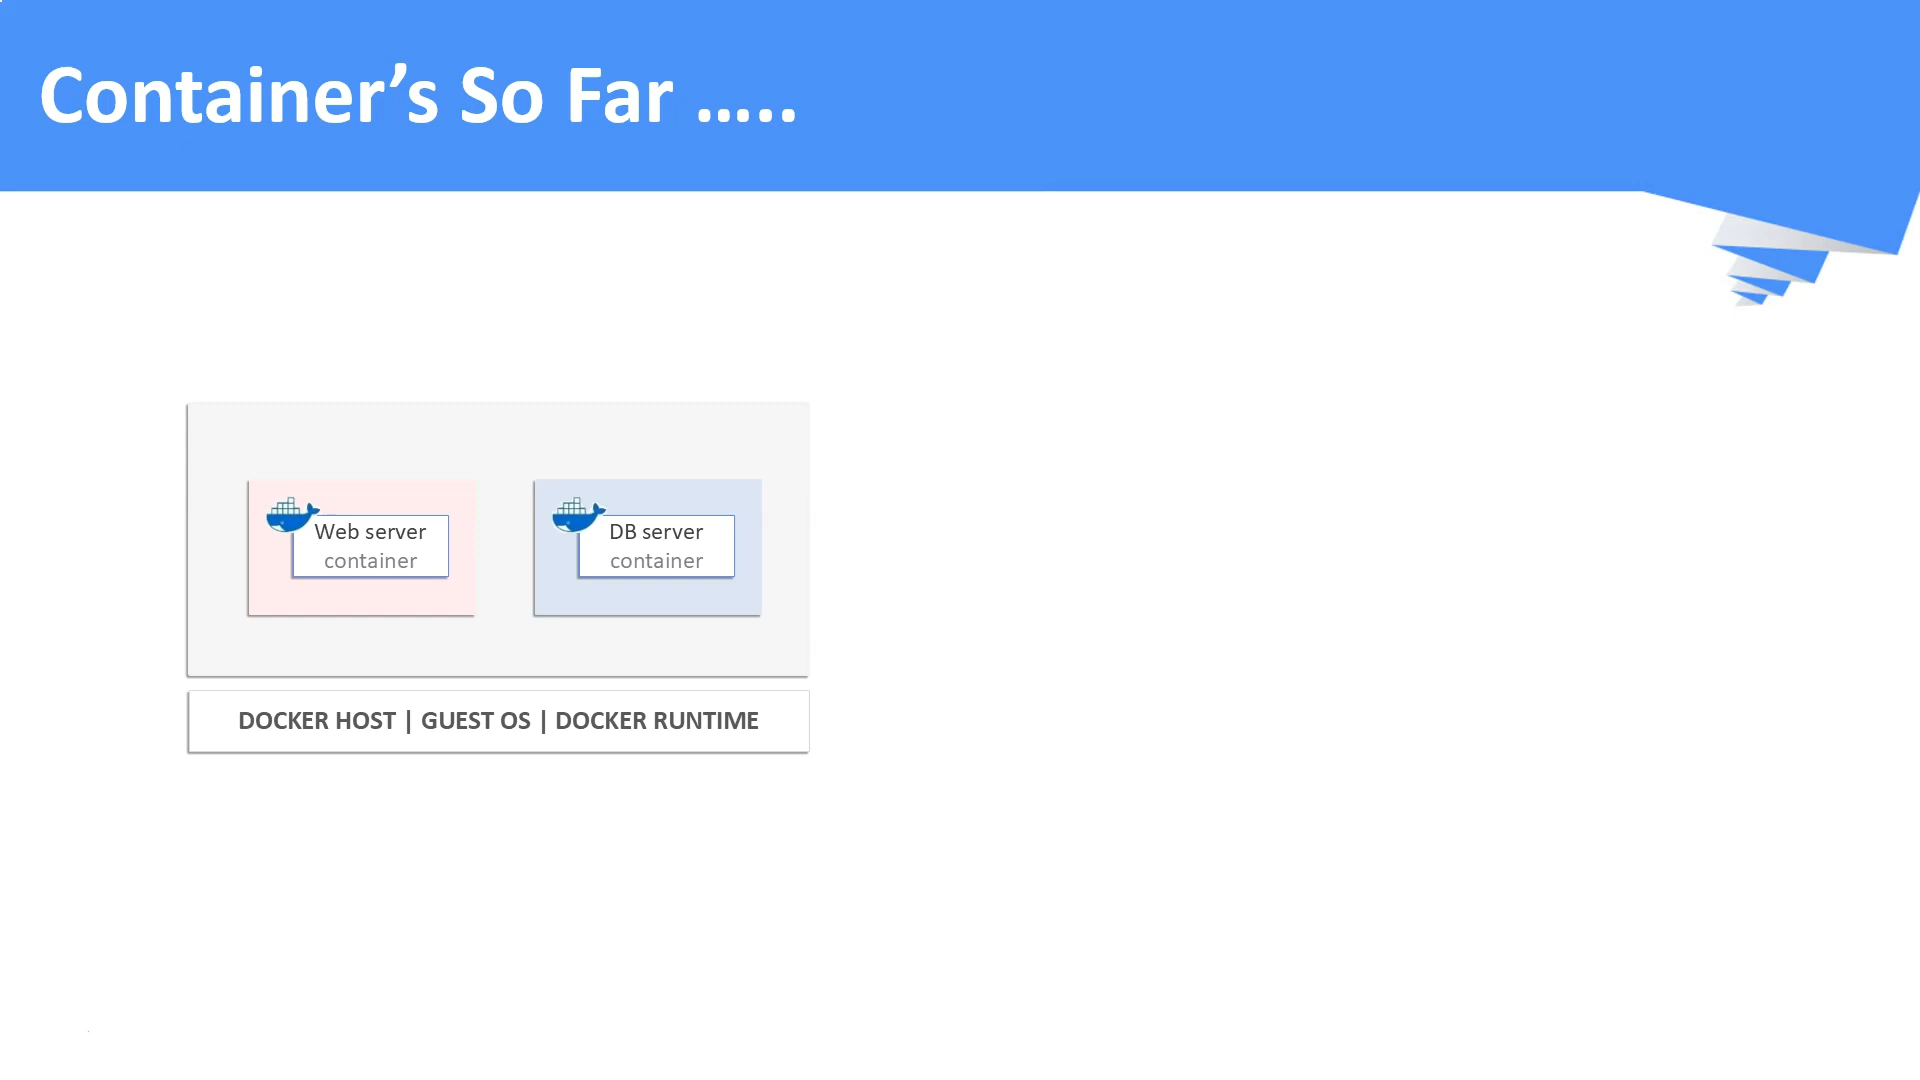 Container’s So Far .....
Web server
container
DB server
container
DOCKER HOST | GUEST OS | DOCKER RUNTIME